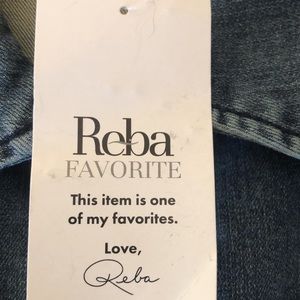 Reba
FAVORITE
This item is one
of my favorites.
Love,
Reba